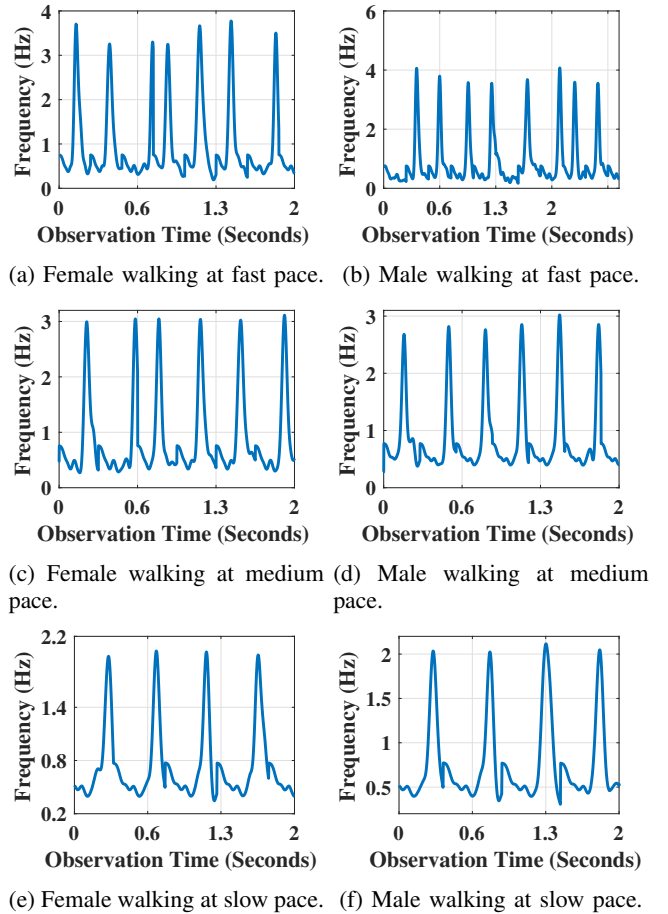 4
3
2
1
0
Frequency (Hz)
0 0.6 1.3 2
Observation Time (Seconds)
6
4
2
0
Frequency (Hz)
0 0.6 1.3 2
Observation Time (Seconds)
(a) Female walking at fast pace.
(b) Male walking at fast pace.
3
2
1
0
Frequency (Hz)
0 0.6 1.3 2
Observation Time (Seconds)
3
2
1
0
Frequency (Hz)
0 0.6 1.3 2
Observation Time (Seconds)
(c) Female walking at medium
pace.
(d) Male walking at medium
pace.
2.2
1.4
0.8
0.2
Frequency (Hz)
0 0.6 1.3 2
Observation Time (Seconds)
2
1.5
1
0.5
Frequency (Hz)
0 0.6 1.3 2
Observation Time (Seconds)
(e) Female walking at slow pace.
(f) Male walking at slow pace.